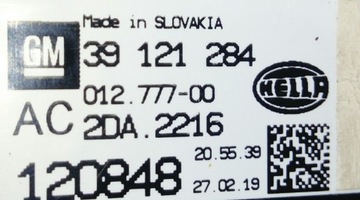 Made in SLOVAKIA
GM 39 121 284
012.777-00 HELLA
AC 2DA.2216
20.55.39
120848 27.02.19